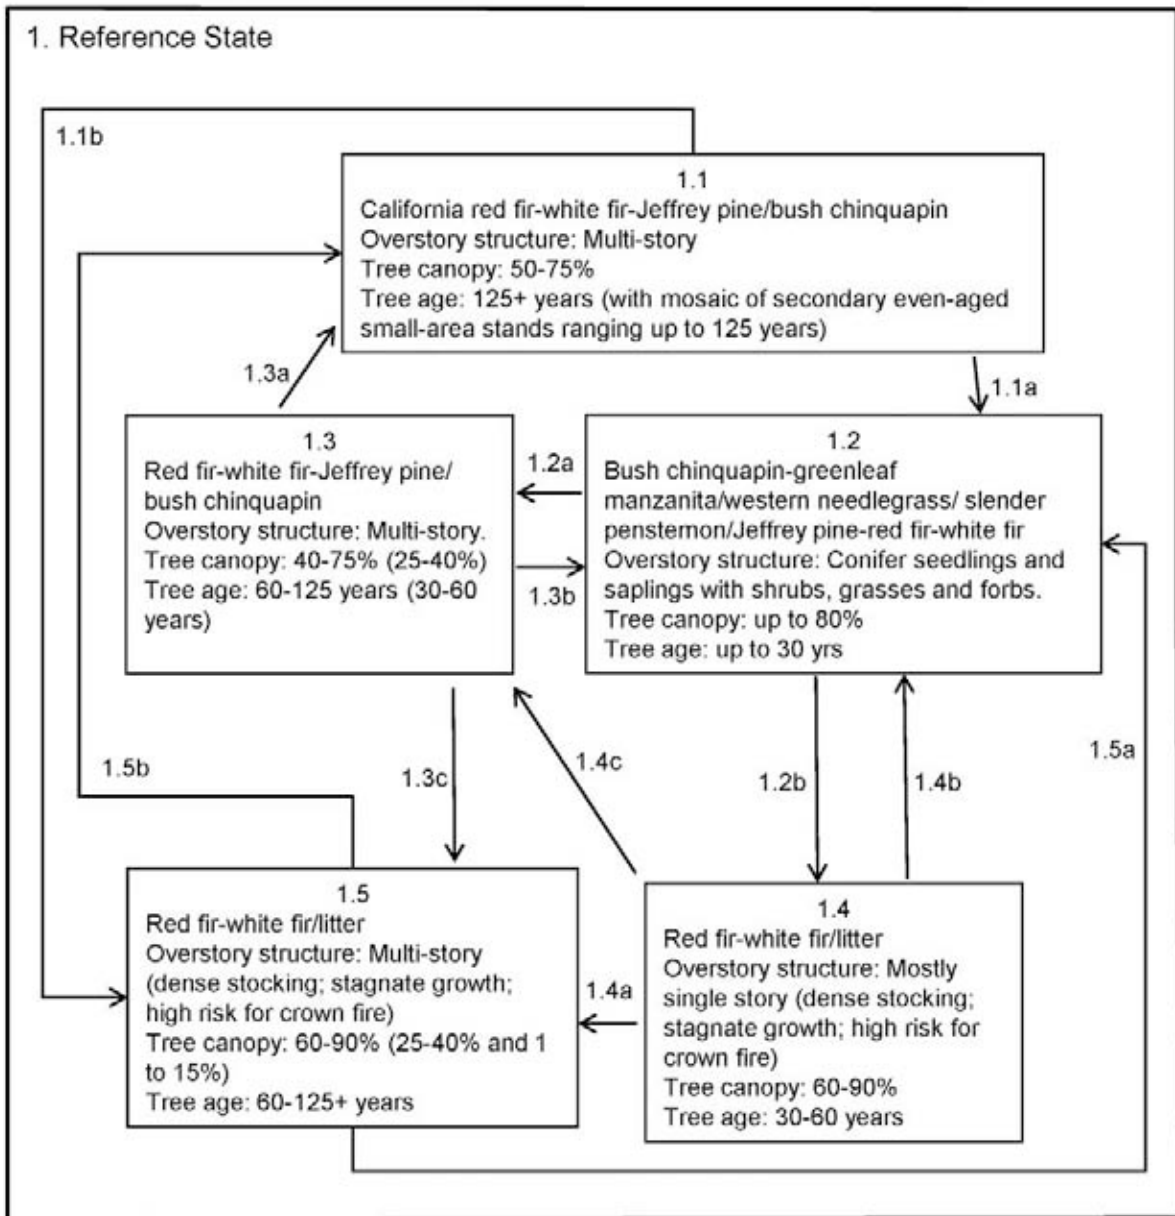 1. Reference State
1.1b
1.1
California red fir-white fir-Jeffrey pine/bush chinquapin
Overstory structure: Multi-story
Tree canopy: 50-75%
Tree age: 125+ years (with mosaic of secondary even-aged
small-area stands ranging up to 125 years)
1.3a
1.1a
1.3
Red fir-white fir-Jeffrey pine/
bush chinquapin
Overstory structure: Multi-story.
Tree canopy: 40-75% (25-40%)
Tree age: 60-125 years (30-60
years)
1.2a
1.3b
1.2
Bush chinquapin-greenleaf
manzanita/western needlegrass/ slender
penstemon/Jeffrey pine-red fir-white fir
Overstory structure: Conifer seedlings and
saplings with shrubs, grasses and forbs.
Tree canopy: up to 80%
Tree age: up to 30 yrs
1.5b
1.3c
1.4c
1.2b
1.4b
1.5a
1.5
Red fir-white fir/litter
Overstory structure: Multi-story
(dense stocking; stagnate growth;
high risk for crown fire)
Tree canopy: 60-90% (25-40% and 1
to 15%)
Tree age: 60-125+ years
1.4a
1.4
Red fir-white fir/litter
Overstory structure: Mostly
single story (dense stocking;
stagnate growth; high risk for
crown fire)
Tree canopy: 60-90%
Tree age: 30-60 years